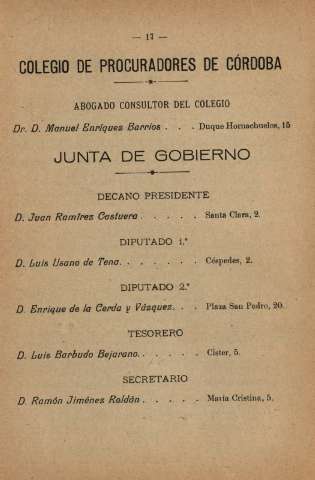 — 17 —
COLEGIO DE PROCURADORES DE CÓRDOBA
ABOGADO CONSULTOR DEL COLEGIO
Dr. D. Manuel Enríquez Barrios . . . Duque Hornachuelos, 15
JUNTA DE GOBIERNO
DECANO PRESIDENTE
D. Juan Ramírez Castuera . . . . . Santa Clara, 2.
DIPUTADO 1.º
D. Luis Usano de Tena. . . . . . Céspedes, 2.
DIPUTADO 2.º
D. Enrique de la Cerda y Vázquez. . . Plaza San Pedro, 20.
TESORERO
D. Luis Barbudo Bejarano. . . . . . Cister, 5.
SECRETARIO
D. Ramón Jiménez Roldán . . . . . María Cristina, 5.